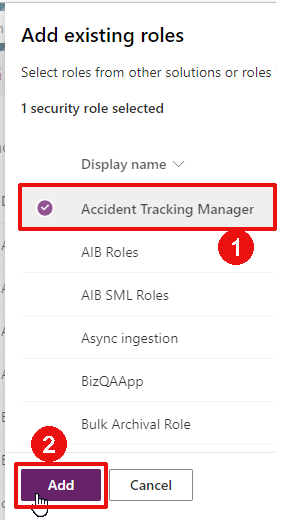 Add existing roles
Select roles from other solutions or roles
1 security role selected
Display name
Accident Tracking Manager
1
AIB Roles
AIB SML Roles
Async ingestion
BizQAApp
Bulk Archival Role
2
Add
Cancel